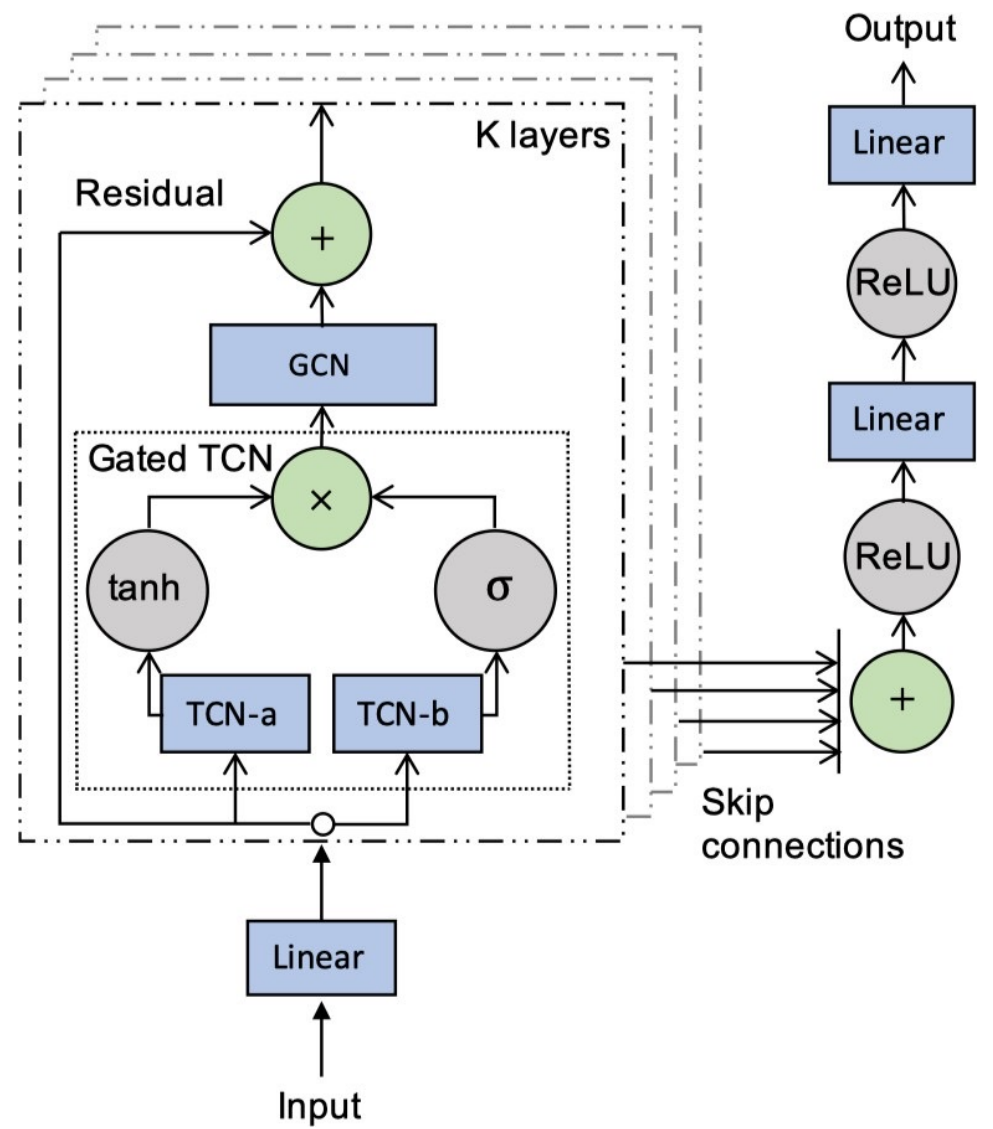 Output
Linear
ReLU
Linear
ReLU
+
K layers
Residual
+
GCN
Gated TCN
×
tanh
σ
TCN-a
TCN-b
Skip
connections
Linear
Input